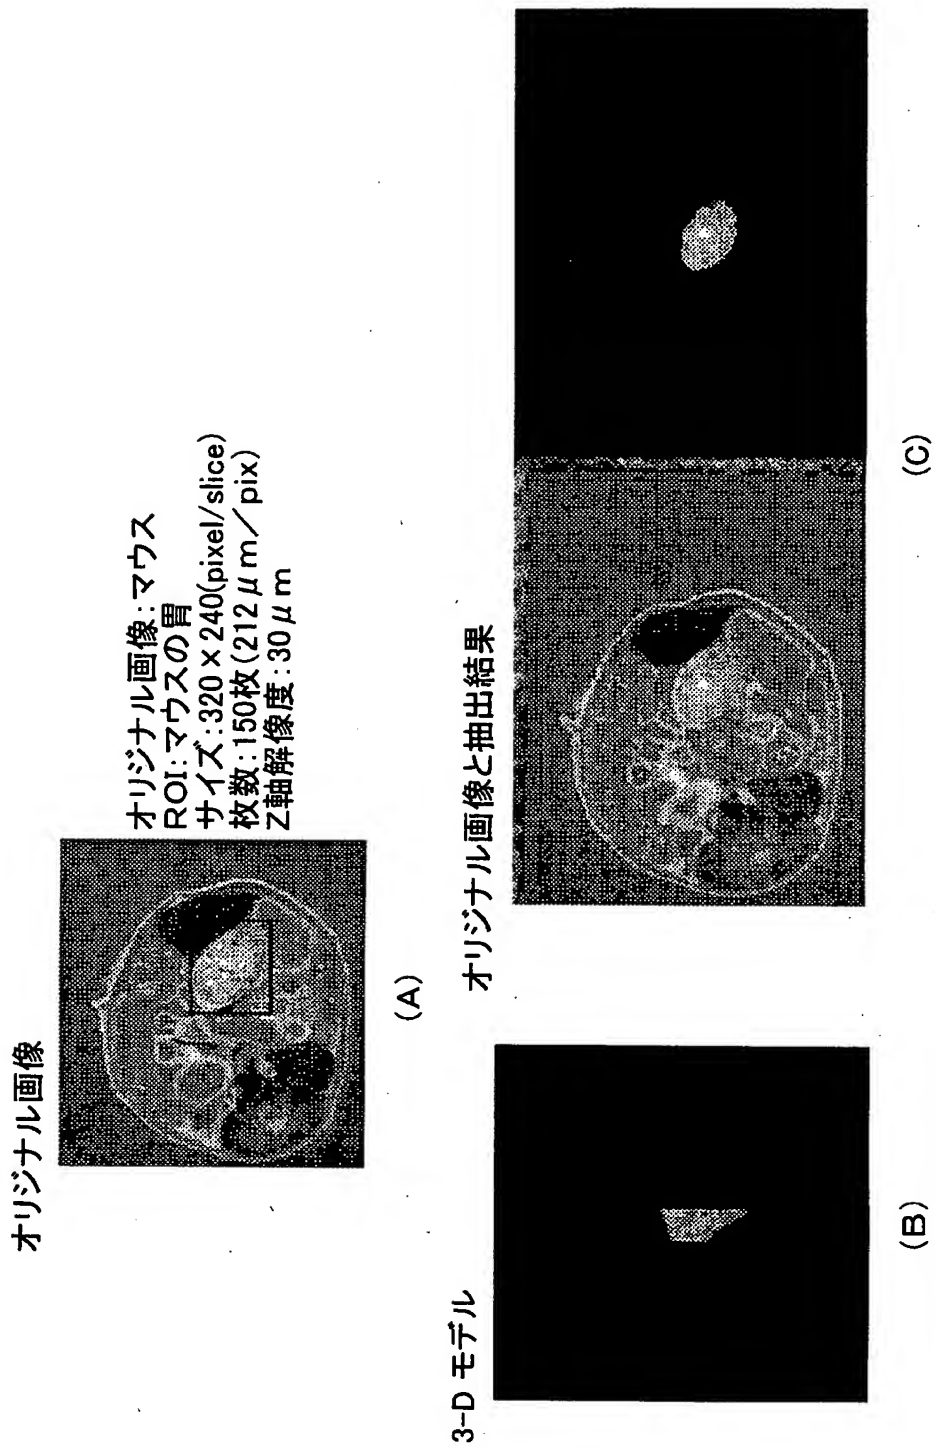 オリジナル画像
オリジナル画像:マウス
ROI:マウスの胃
サイズ:320×240(pixel/slice)
枚数:150枚(212μm/pix)
Z軸解像度:30μm
(A)
3-D モデル
(B)
オリジナル画像と抽出結果
(C)